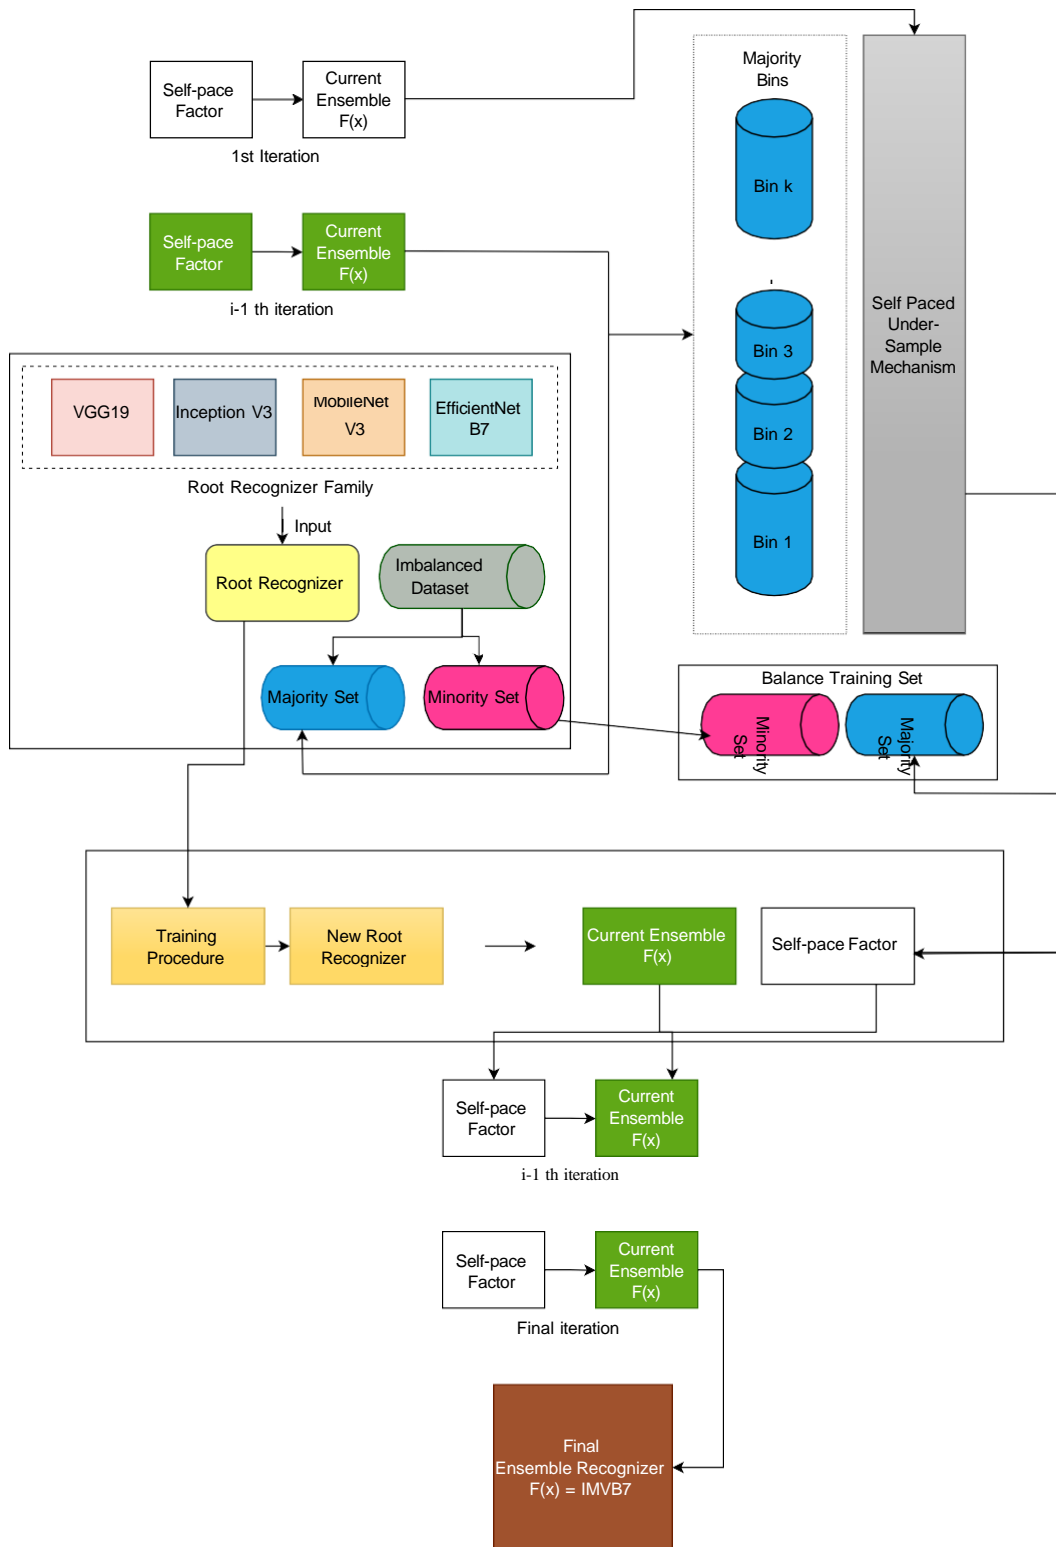 Self-pace
Factor
Current
Ensemble
F(x)
1st Iteration
Majority
Bins
Bin k
Self-pace
Factor
Current
Ensemble
F(x)
i-1 th iteration
Bin 3
Bin 2
Bin 1
Self Paced
Under-
Sample
Mechanism
VGG19
Inception V3
MobileNet
V3
EfficientNet
B7
Root Recognizer Family
Input
Root Recognizer
Imbalanced
Dataset
Majority Set
Minority Set
Balance Training Set
Minority
Set
Majority
Set
Training
Procedure
New Root
Recognizer
Current Ensemble
F(x)
Self-pace Factor
Self-pace
Factor
Current
Ensemble
F(x)
i-1 th iteration
Self-pace
Factor
Current
Ensemble
F(x)
Final iteration
Final
Ensemble Recognizer
F(x) = IMVB7